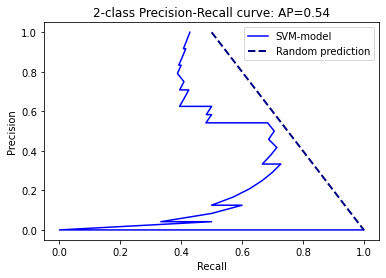 2-class Precision-Recall curve: AP=0.54
SVM-model
Random prediction
1.0
0.8
0.6
0.4
0.2
0.0
Precision
0.0 0.2 0.4 0.6 0.8 1.0
Recall